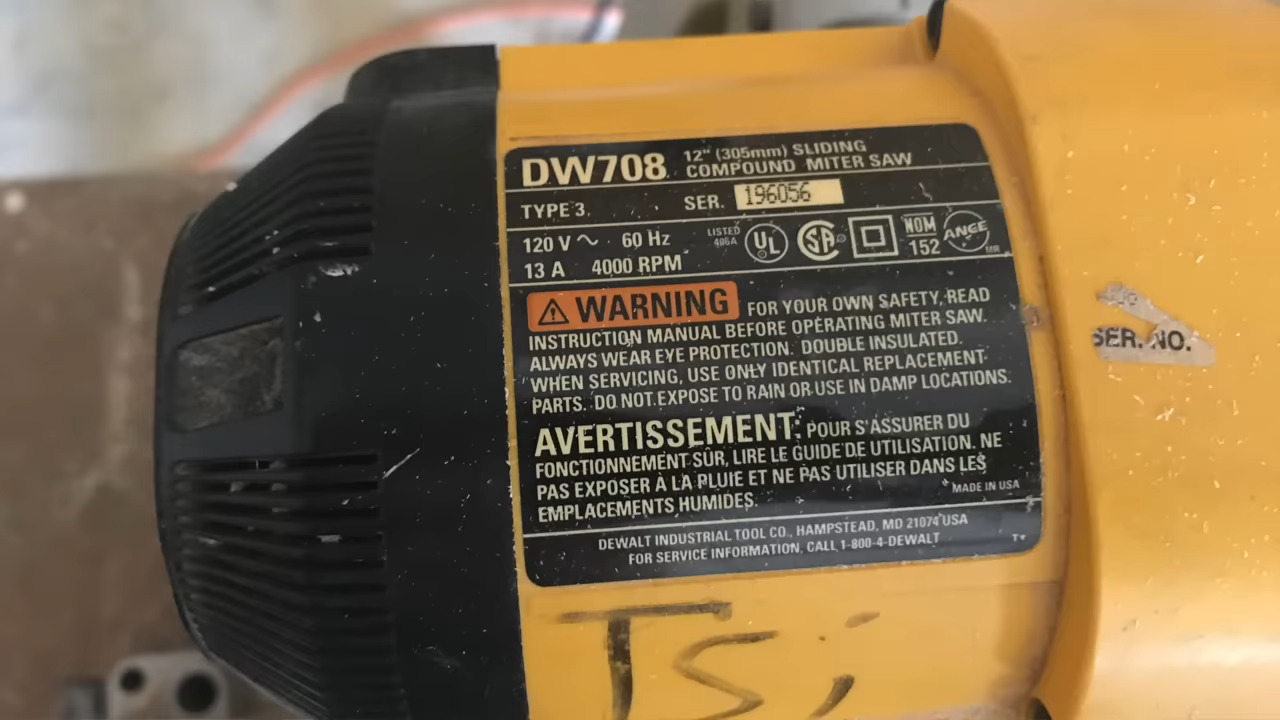 DW708 12" (305mm) SLIDING
COMPOUND MITER SAW
TYPE 3 SER. 196056
120 V ~ 60 Hz
13 A 4000 RPM
LISTED
UL SA NOM
152 ANCE
MR
⚠ WARNING FOR YOUR OWN SAFETY, READ
INSTRUCTION MANUAL BEFORE OPERATING MITER SAW.
ALWAYS WEAR EYE PROTECTION. DOUBLE INSULATED.
WHEN SERVICING, USE ONLY IDENTICAL REPLACEMENT
PARTS. DO NOT EXPOSE TO RAIN OR USE IN DAMP LOCATIONS.
AVERTISSEMENT: POUR S'ASSURER DU
FONCTIONNEMENT SÛR, LIRE LE GUIDE DE UTILISATION. NE
PAS EXPOSER À LA PLUIE ET NE PAS UTILISER DANS LES
EMPLACEMENTS HUMIDES.
MADE IN USA
DEWALT INDUSTRIAL TOOL CO., HAMPSTEAD, MD 21074 USA
FOR SERVICE INFORMATION, CALL 1-800-4-DEWALT
SER. NO.
TSi